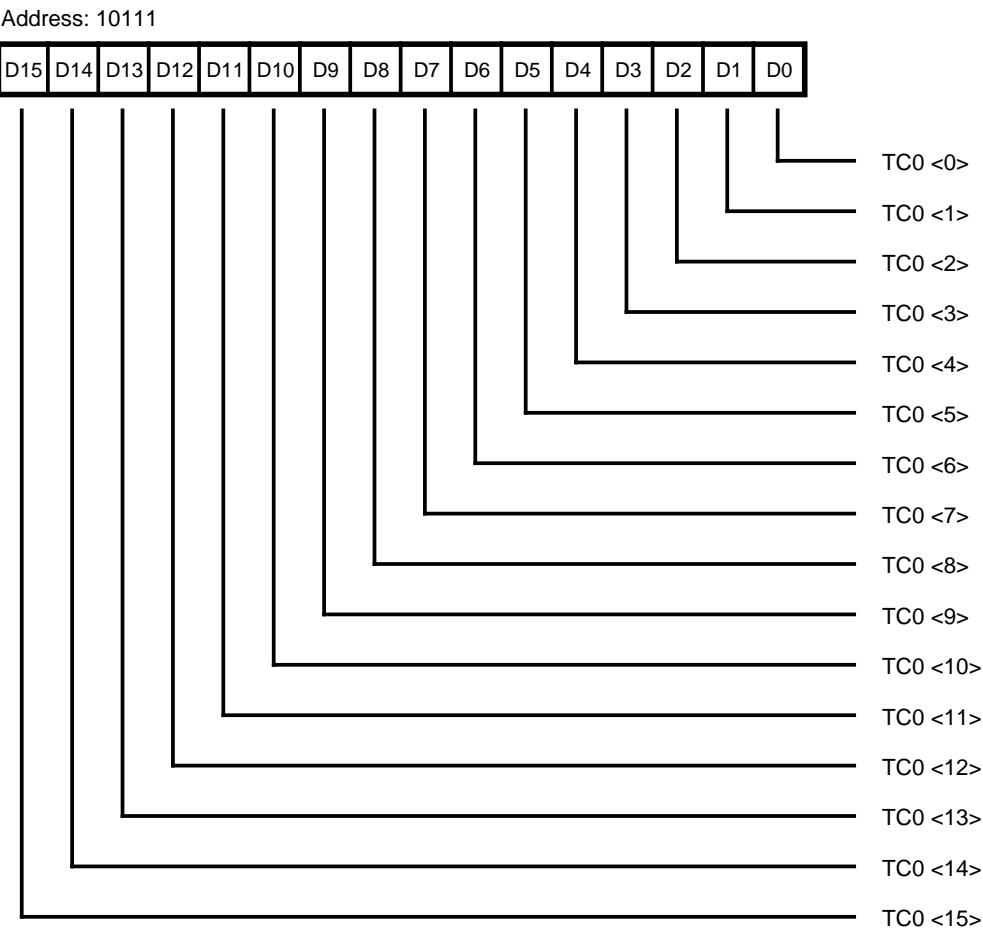 Address: 10111
D15 D14 D13 D12 D11 D10 D9 D8 D7 D6 D5 D4 D3 D2 D1 D0
TC0 <0>
TC0 <1>
TC0 <2>
TC0 <3>
TC0 <4>
TC0 <5>
TC0 <6>
TC0 <7>
TC0 <8>
TC0 <9>
TC0 <10>
TC0 <11>
TC0 <12>
TC0 <13>
TC0 <14>
TC0 <15>